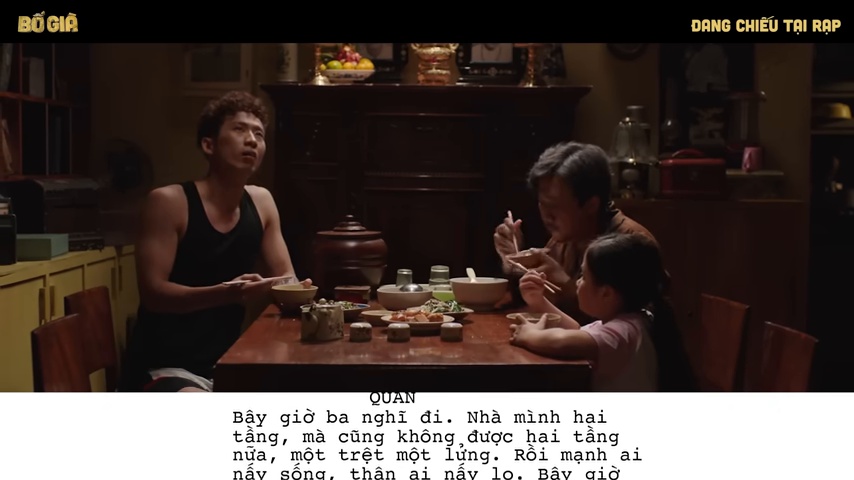 BỐ GIÀ
ĐANG CHIẾU TẠI RẠP
QUÂN
Bây giờ ba nghĩ đi. Nhà mình hai
tầng, mà cũng không được hai tầng
nữa, một trệt một lửng. Rồi mạnh ai
nấy sống, thân ai nấy lo. Bây giờ